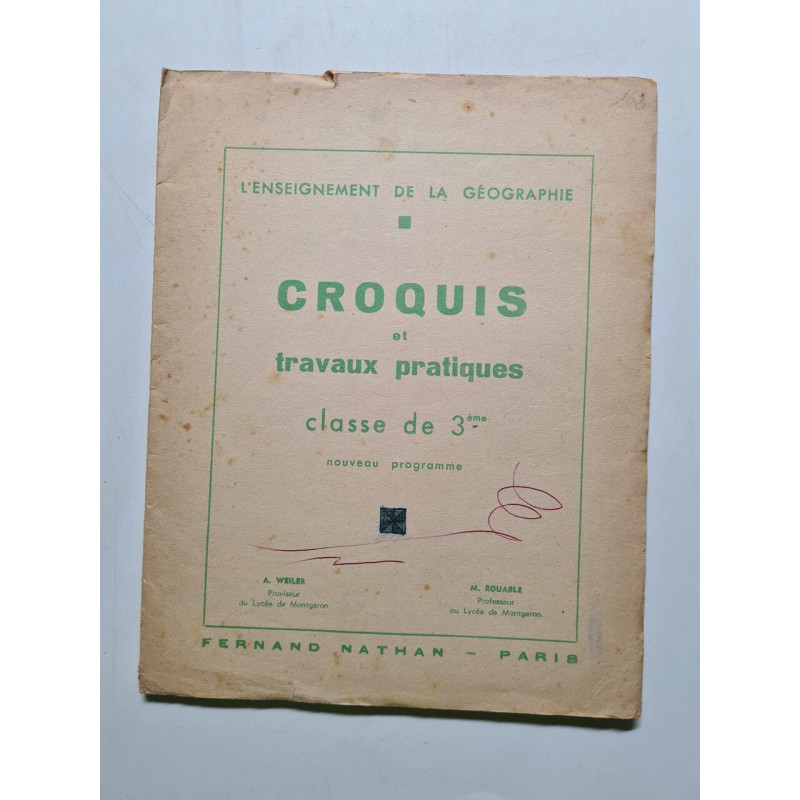 168
L'ENSEIGNEMENT DE LA GÉOGRAPHIE
CROQUIS
et
travaux pratiques
classe de 3ème
nouveau programme
A. WEILER
Proviseur
du Lycée de Montgeron
M. ROUABLE
Professeur
au Lycée de Montgeron
FERNAND NATHAN - PARIS